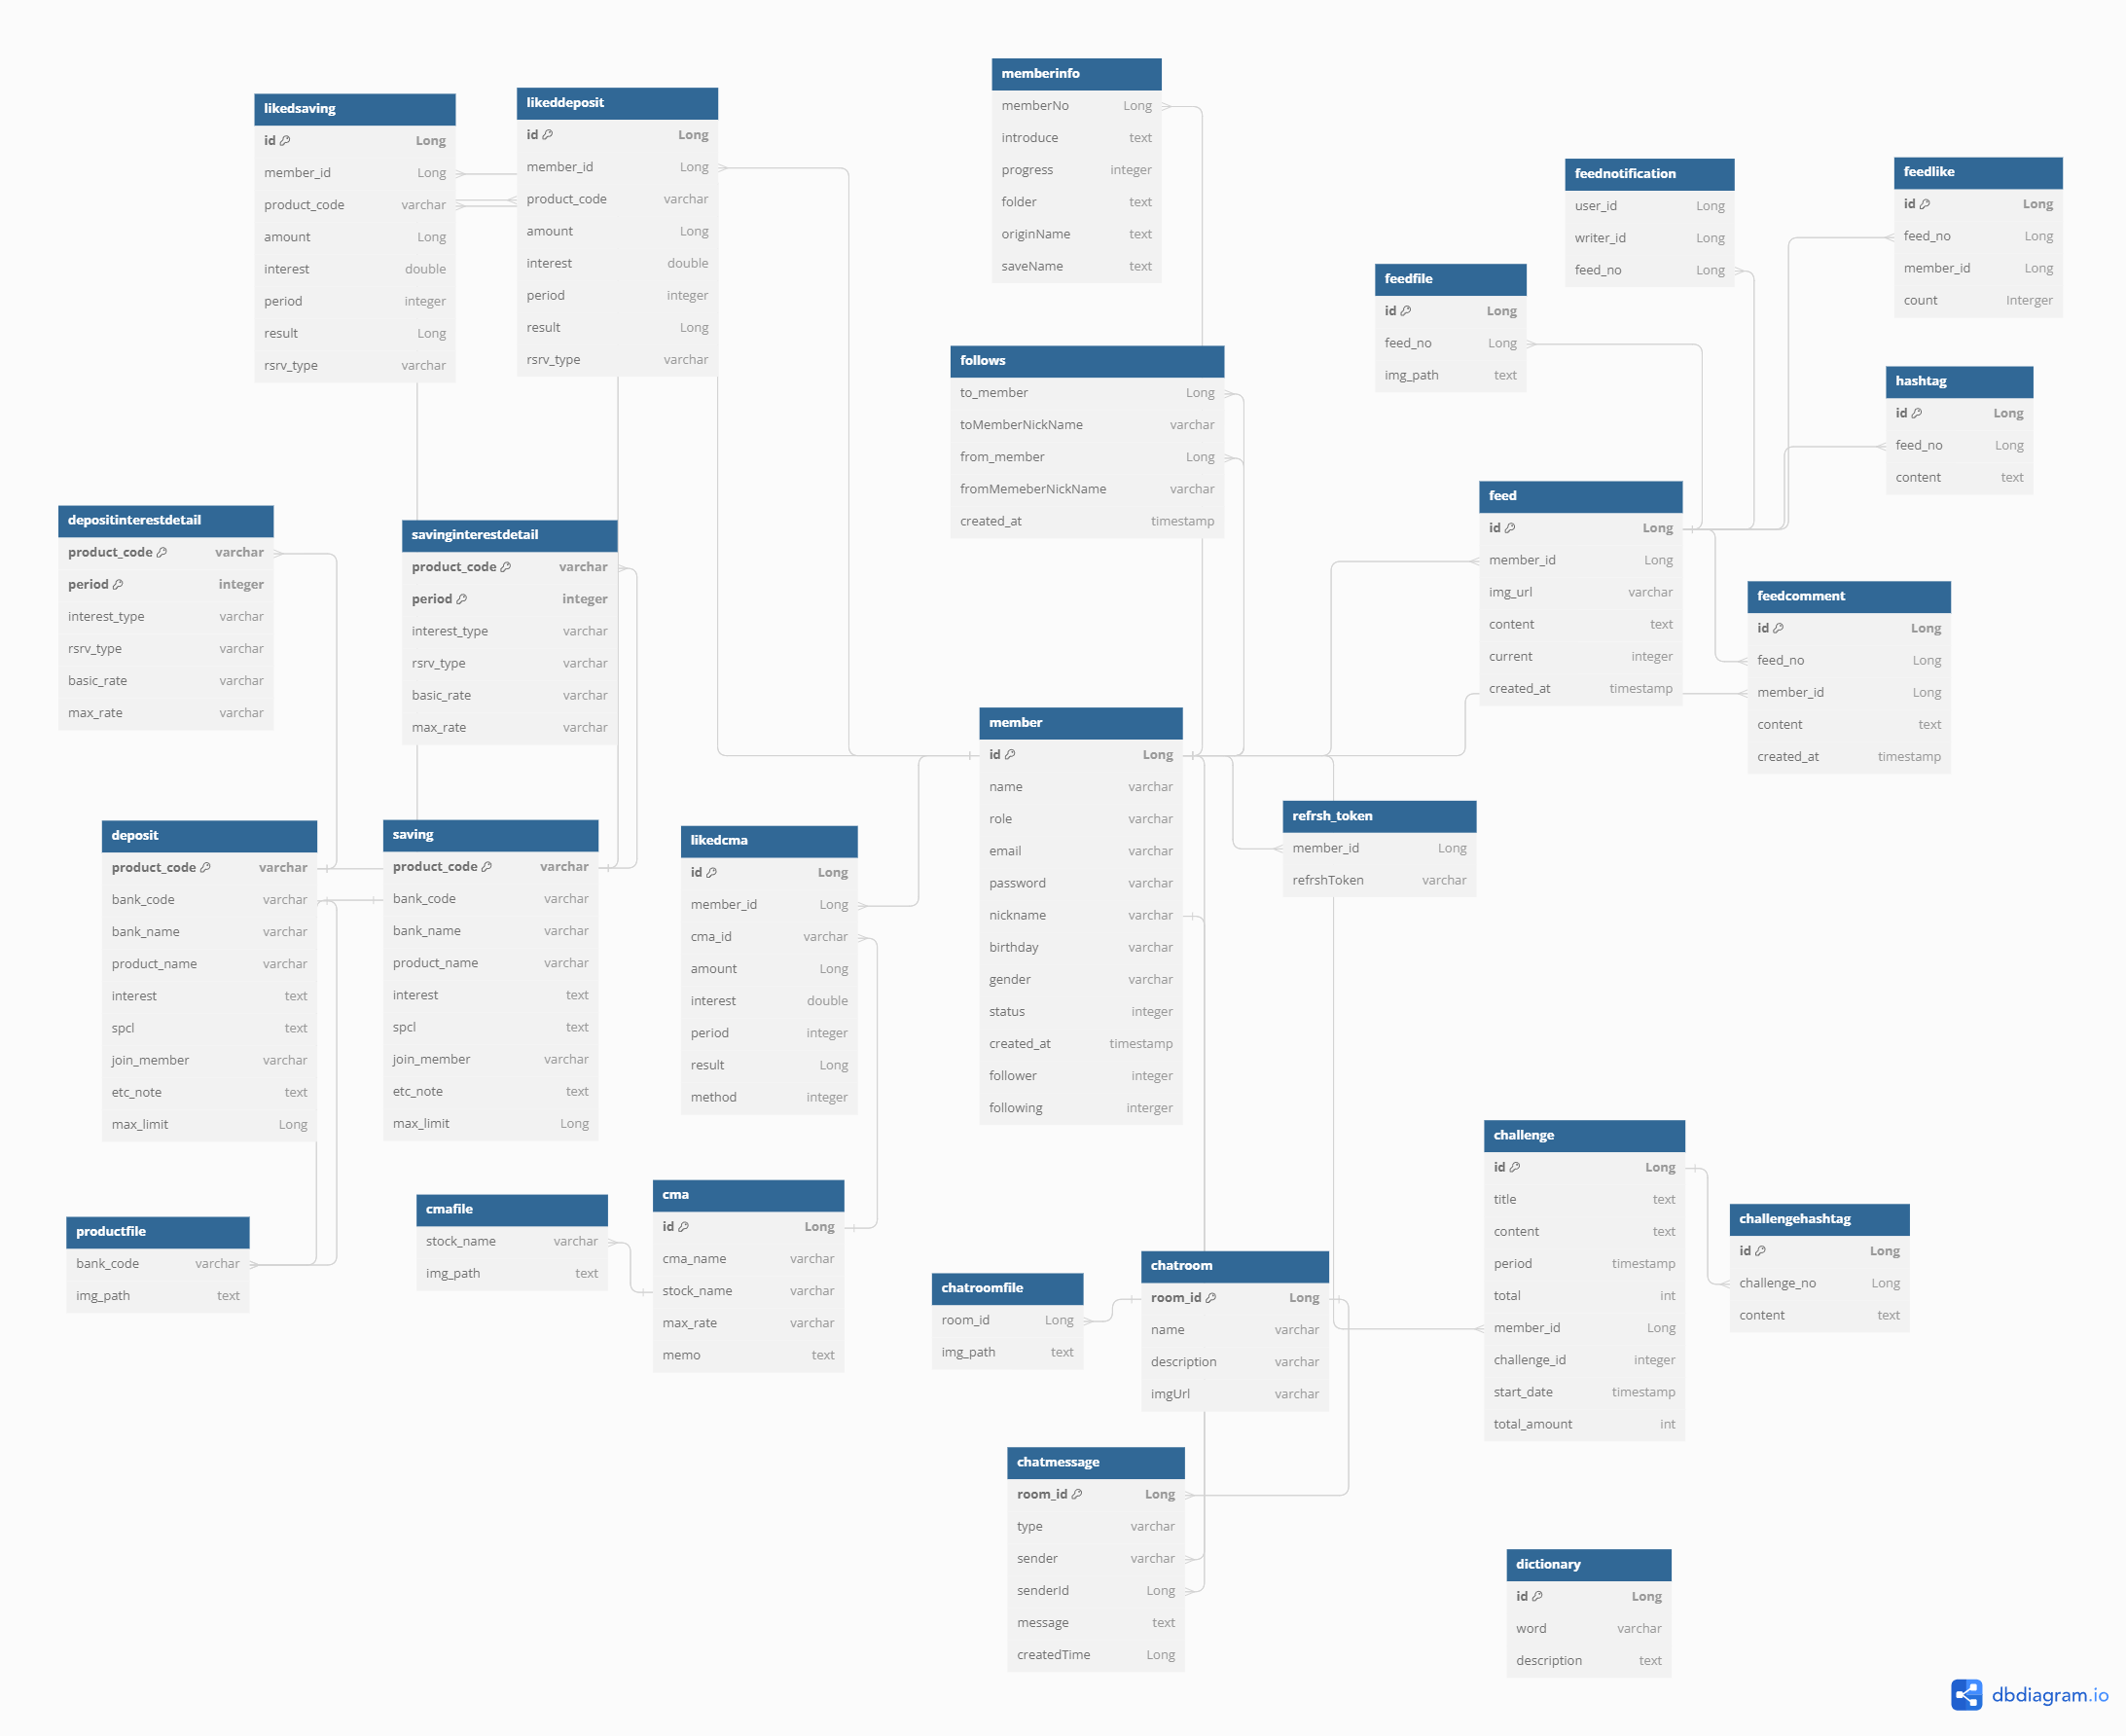 memberinfo
memberNo Long
introduce text
progress integer
folder text
originName text
saveName text
likedsaving
id Long
member_id Long
product_code varchar
amount Long
interest double
period integer
result Long
rsrv_type varchar
likeddeposit
id Long
member_id Long
product_code varchar
amount Long
interest double
period integer
result Long
rsrv_type varchar
feednotification
user_id Long
writer_id Long
feed_no Long
feedlike
id Long
feed_no Long
member_id Long
count Interger
feedfile
id Long
feed_no Long
img_path text
follows
to_member Long
toMemberNickName varchar
from_member Long
fromMemeberNickName varchar
created_at timestamp
hashtag
id Long
feed_no Long
content text
feed
id Long
member_id Long
img_url varchar
content text
current integer
created_at timestamp
depositinterestdetail
product_code varchar
period integer
interest_type varchar
rsrv_type varchar
basic_rate varchar
max_rate varchar
savinginterestdetail
product_code varchar
period integer
interest_type varchar
rsrv_type varchar
basic_rate varchar
max_rate varchar
feedcomment
id Long
feed_no Long
member_id Long
content text
created_at timestamp
member
id Long
name varchar
role varchar
email varchar
password varchar
nickname varchar
birthday varchar
gender varchar
status integer
created_at timestamp
follower integer
following interger
refrsh_token
member_id Long
refrshToken varchar
deposit
product_code varchar
bank_code varchar
bank_name varchar
product_name varchar
interest text
spcl text
join_member varchar
etc_note text
max_limit Long
saving
product_code varchar
bank_code varchar
bank_name varchar
product_name varchar
interest text
spcl text
join_member varchar
etc_note text
max_limit Long
likedcma
id Long
member_id Long
cma_id varchar
amount Long
interest double
period integer
result Long
method integer
challenge
id Long
title text
content text
period timestamp
total int
member_id Long
challenge_id integer
start_date timestamp
total_amount int
challengehashtag
id Long
challenge_no Long
content text
productfile
bank_code varchar
img_path text
cmafile
stock_name varchar
img_path text
cma
id Long
cma_name varchar
stock_name varchar
max_rate varchar
memo text
chatroomfile
room_id Long
img_path text
chatroom
room_id Long
name varchar
description varchar
imgUrl varchar
chatmessage
room_id Long
type varchar
sender varchar
senderId Long
message text
createdTime Long
dictionary
id Long
word varchar
description text
dbdiagram.io